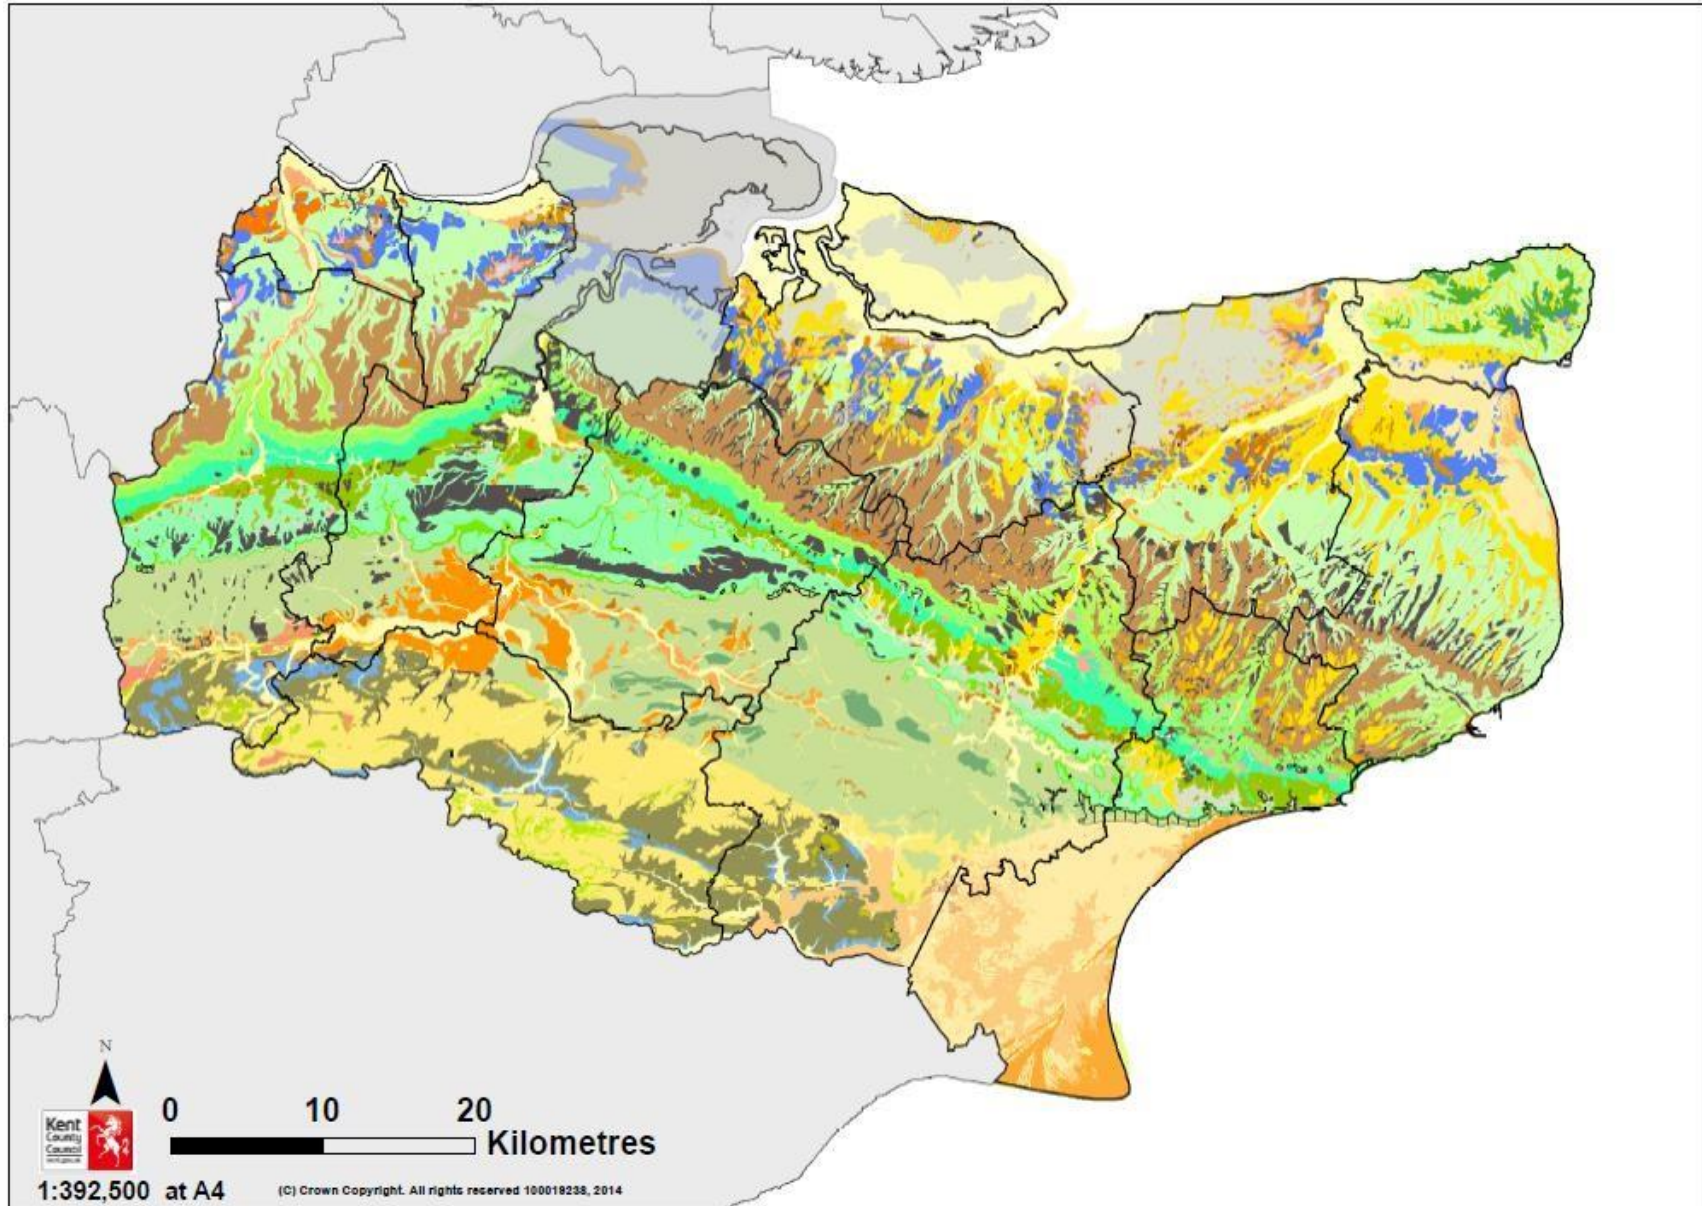 N
0 10 20
Kilometres
Kent
County
Council
1:392,500 at A4
(C) Crown Copyright. All rights reserved 100019238, 2014